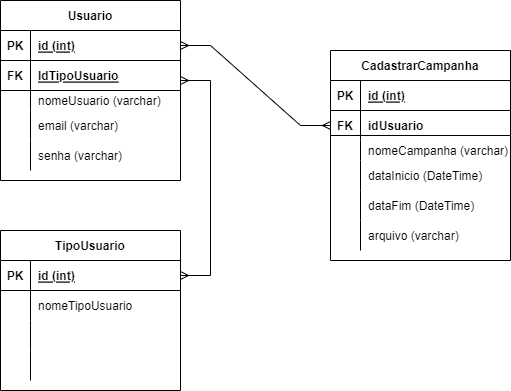 Usuario
PK id (int)
FK IdTipoUsuario
nomeUsuario (varchar)
email (varchar)
senha (varchar)
CadastrarCampanha
PK id (int)
FK idUsuario
nomeCampanha (varchar)
dataInicio (DateTime)
dataFim (DateTime)
arquivo (varchar)
TipoUsuario
PK id (int)
nomeTipoUsuario